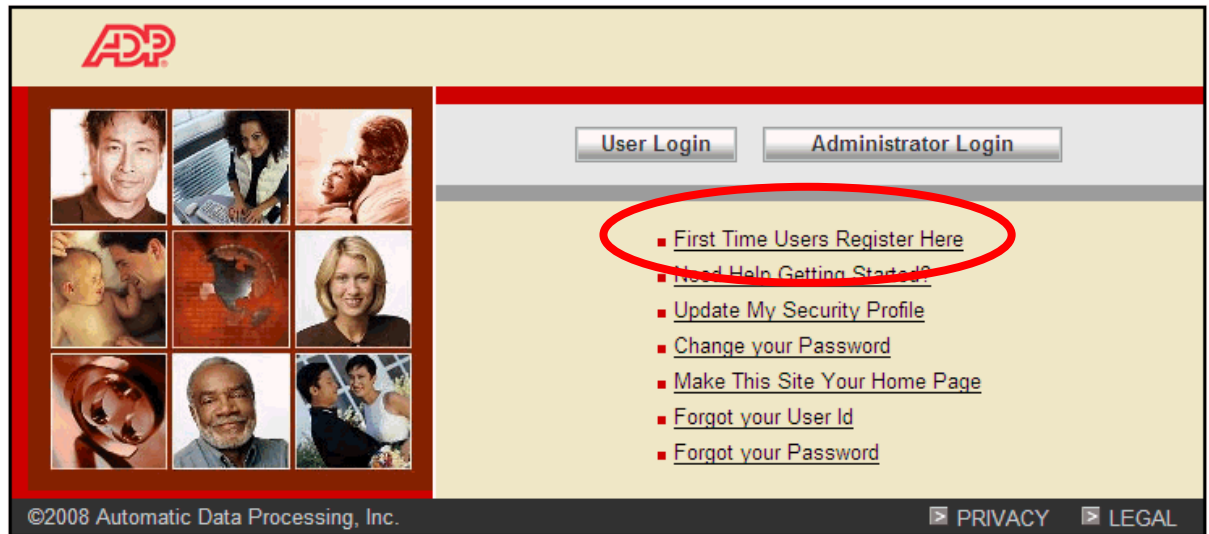 ADP
User Login Administrator Login
First Time Users Register Here
Need Help Getting Started?
Update My Security Profile
Change your Password
Make This Site Your Home Page
Forgot your User Id
Forgot your Password
©2008 Automatic Data Processing, Inc. PRIVACY LEGAL